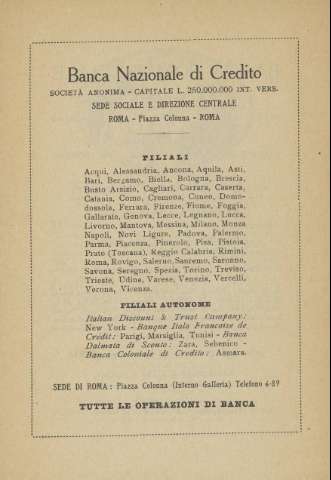 Banca Nazionale di Credito
SOCIETÀ ANONIMA - CAPITALE L. 250.000.000 INT. VERS.
SEDE SOCIALE E DIREZIONE CENTRALE
ROMA - Piazza Colonna - ROMA
FILIALI
Acqui, Alessandria, Ancona, Aquila, Asti,
Bari, Bergamo, Biella, Bologna, Brescia,
Busto Arsizio, Cagliari, Carrara, Caserta,
Catania, Como, Cremona, Cuneo, Domo-
dossola, Ferrara, Firenze, Fiume, Foggia,
Gallarate, Genova, Lecce, Legnano, Lucca,
Livorno, Mantova, Messina, Milano, Monza
Napoli, Novi Ligure, Padova, Palermo,
Parma, Piacenza, Pinerolo, Pisa, Pistoia,
Prato (Toscana), Reggio Calabria, Rimini,
Roma, Rovigo, Salerno, Sanremo, Saronno,
Savona, Seregno, Spezia, Torino, Treviso,
Trieste, Udine, Varese, Venezia, Vercelli,
Verona, Vicenza.
FILIALI AUTONOME
Italian Discount & Trust Company:
New York - Banque Italo Francaise de
Crédit: Parigi, Marsiglia, Tunisi - Banca
Dalmata di Sconto: Zara, Sebenico -
Banca Coloniale di Credito: Asmara.
SEDE DI ROMA: Piazza Colonna (Interno Galleria) Telefono 6-89
TUTTE LE OPERAZIONI DI BANCA